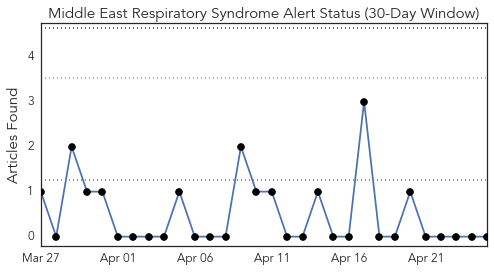 Middle East Respiratory Syndrome Alert Status (30-Day Window)
Articles Found
4
3
2
1
0
Mar 27 Apr 01 Apr 06 Apr 11 Apr 16 Apr 21